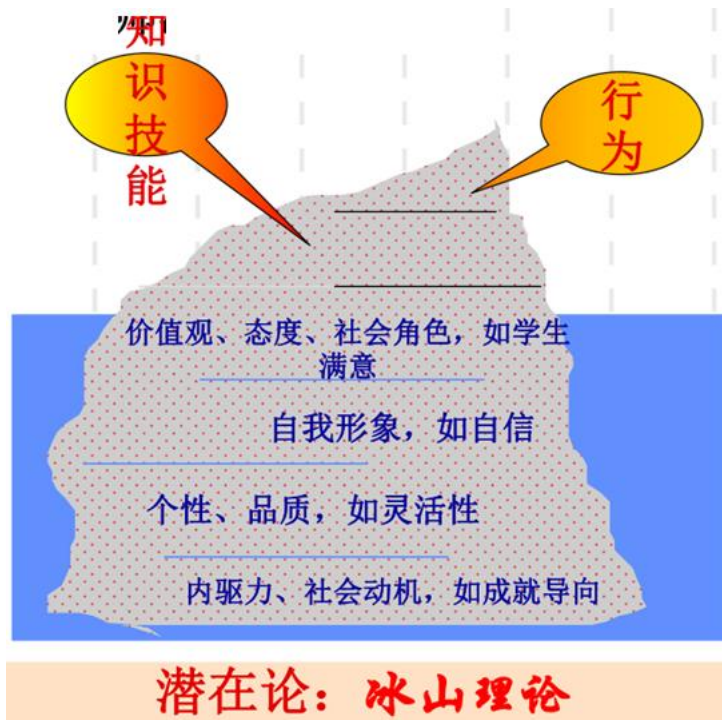 知
识
技
能
行
为
价值观、态度、社会角色，如学生
满意
自我形象，如自信
个性、品质，如灵活性
内驱力、社会动机，如成就导向
潜在论：冰山理论